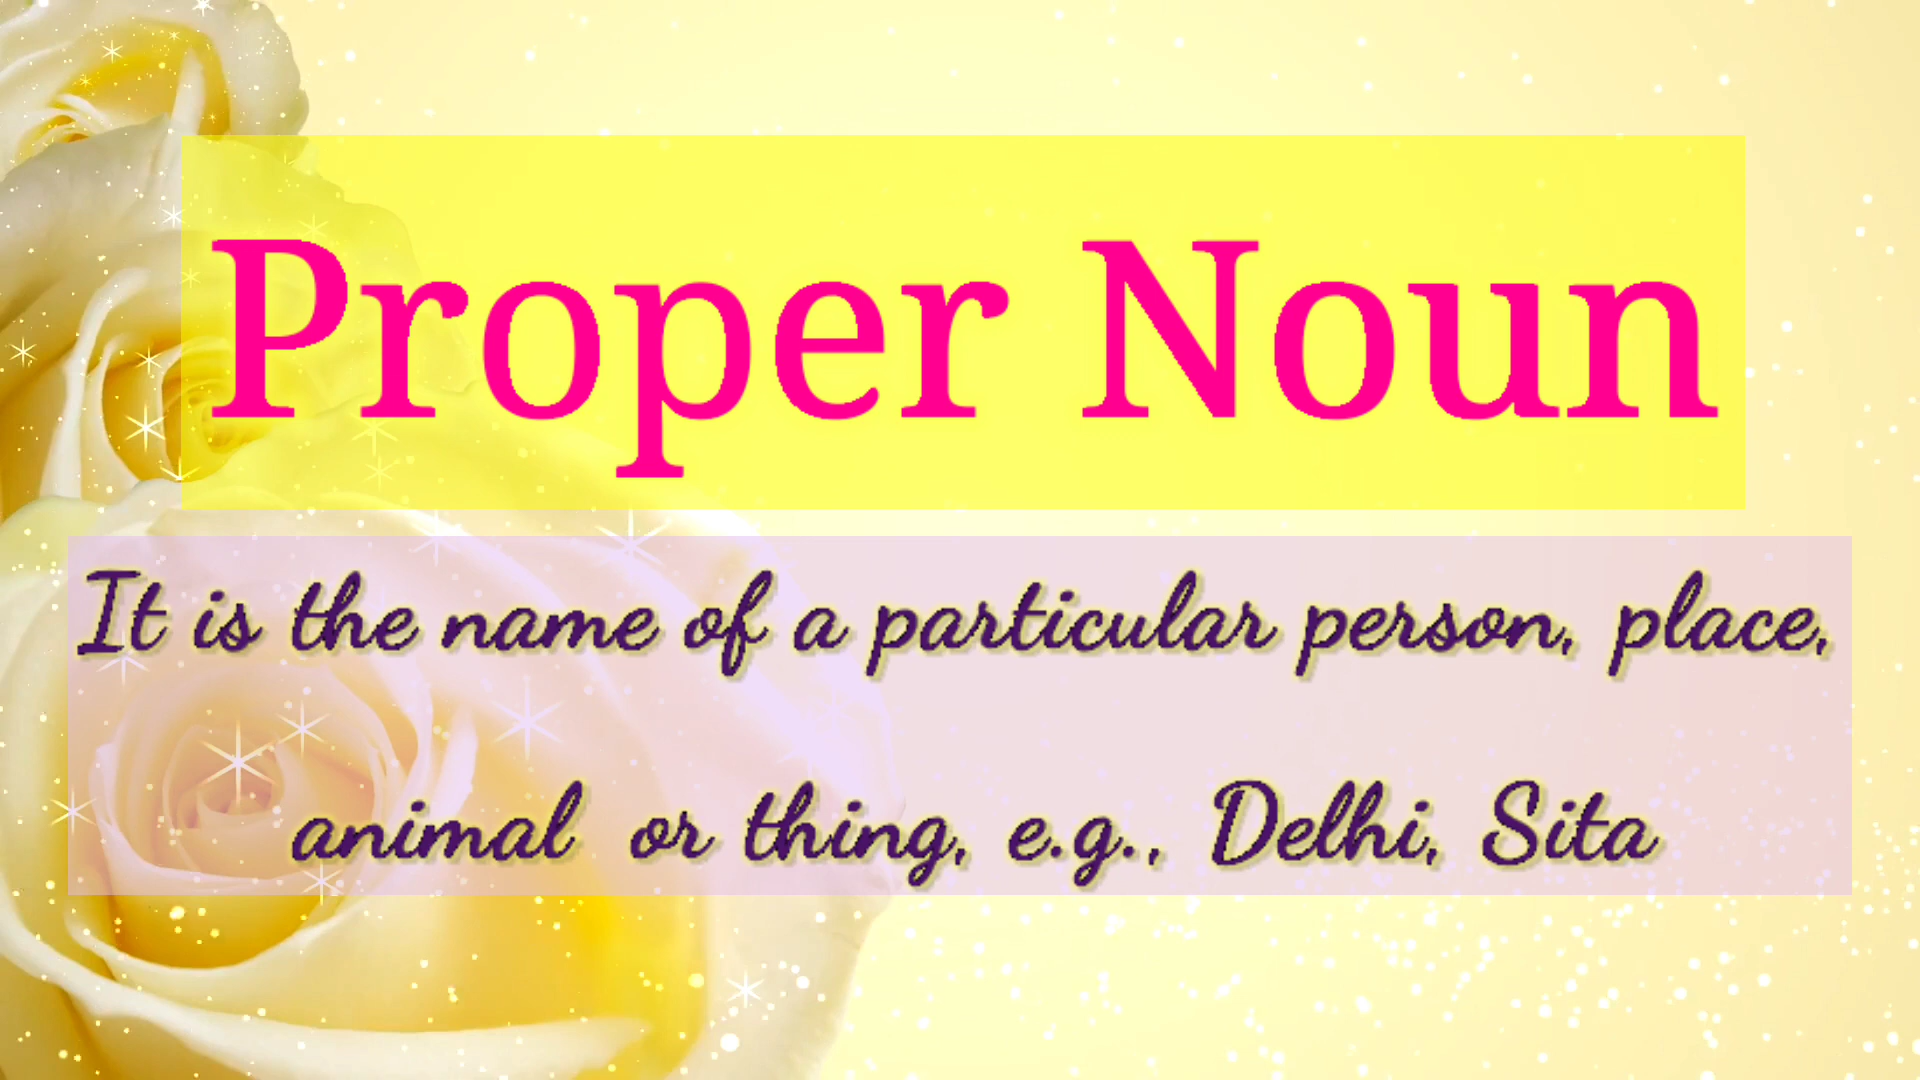 Proper Noun
It is the name of a particular person, place,
animal or thing, e.g., Delhi, Sita